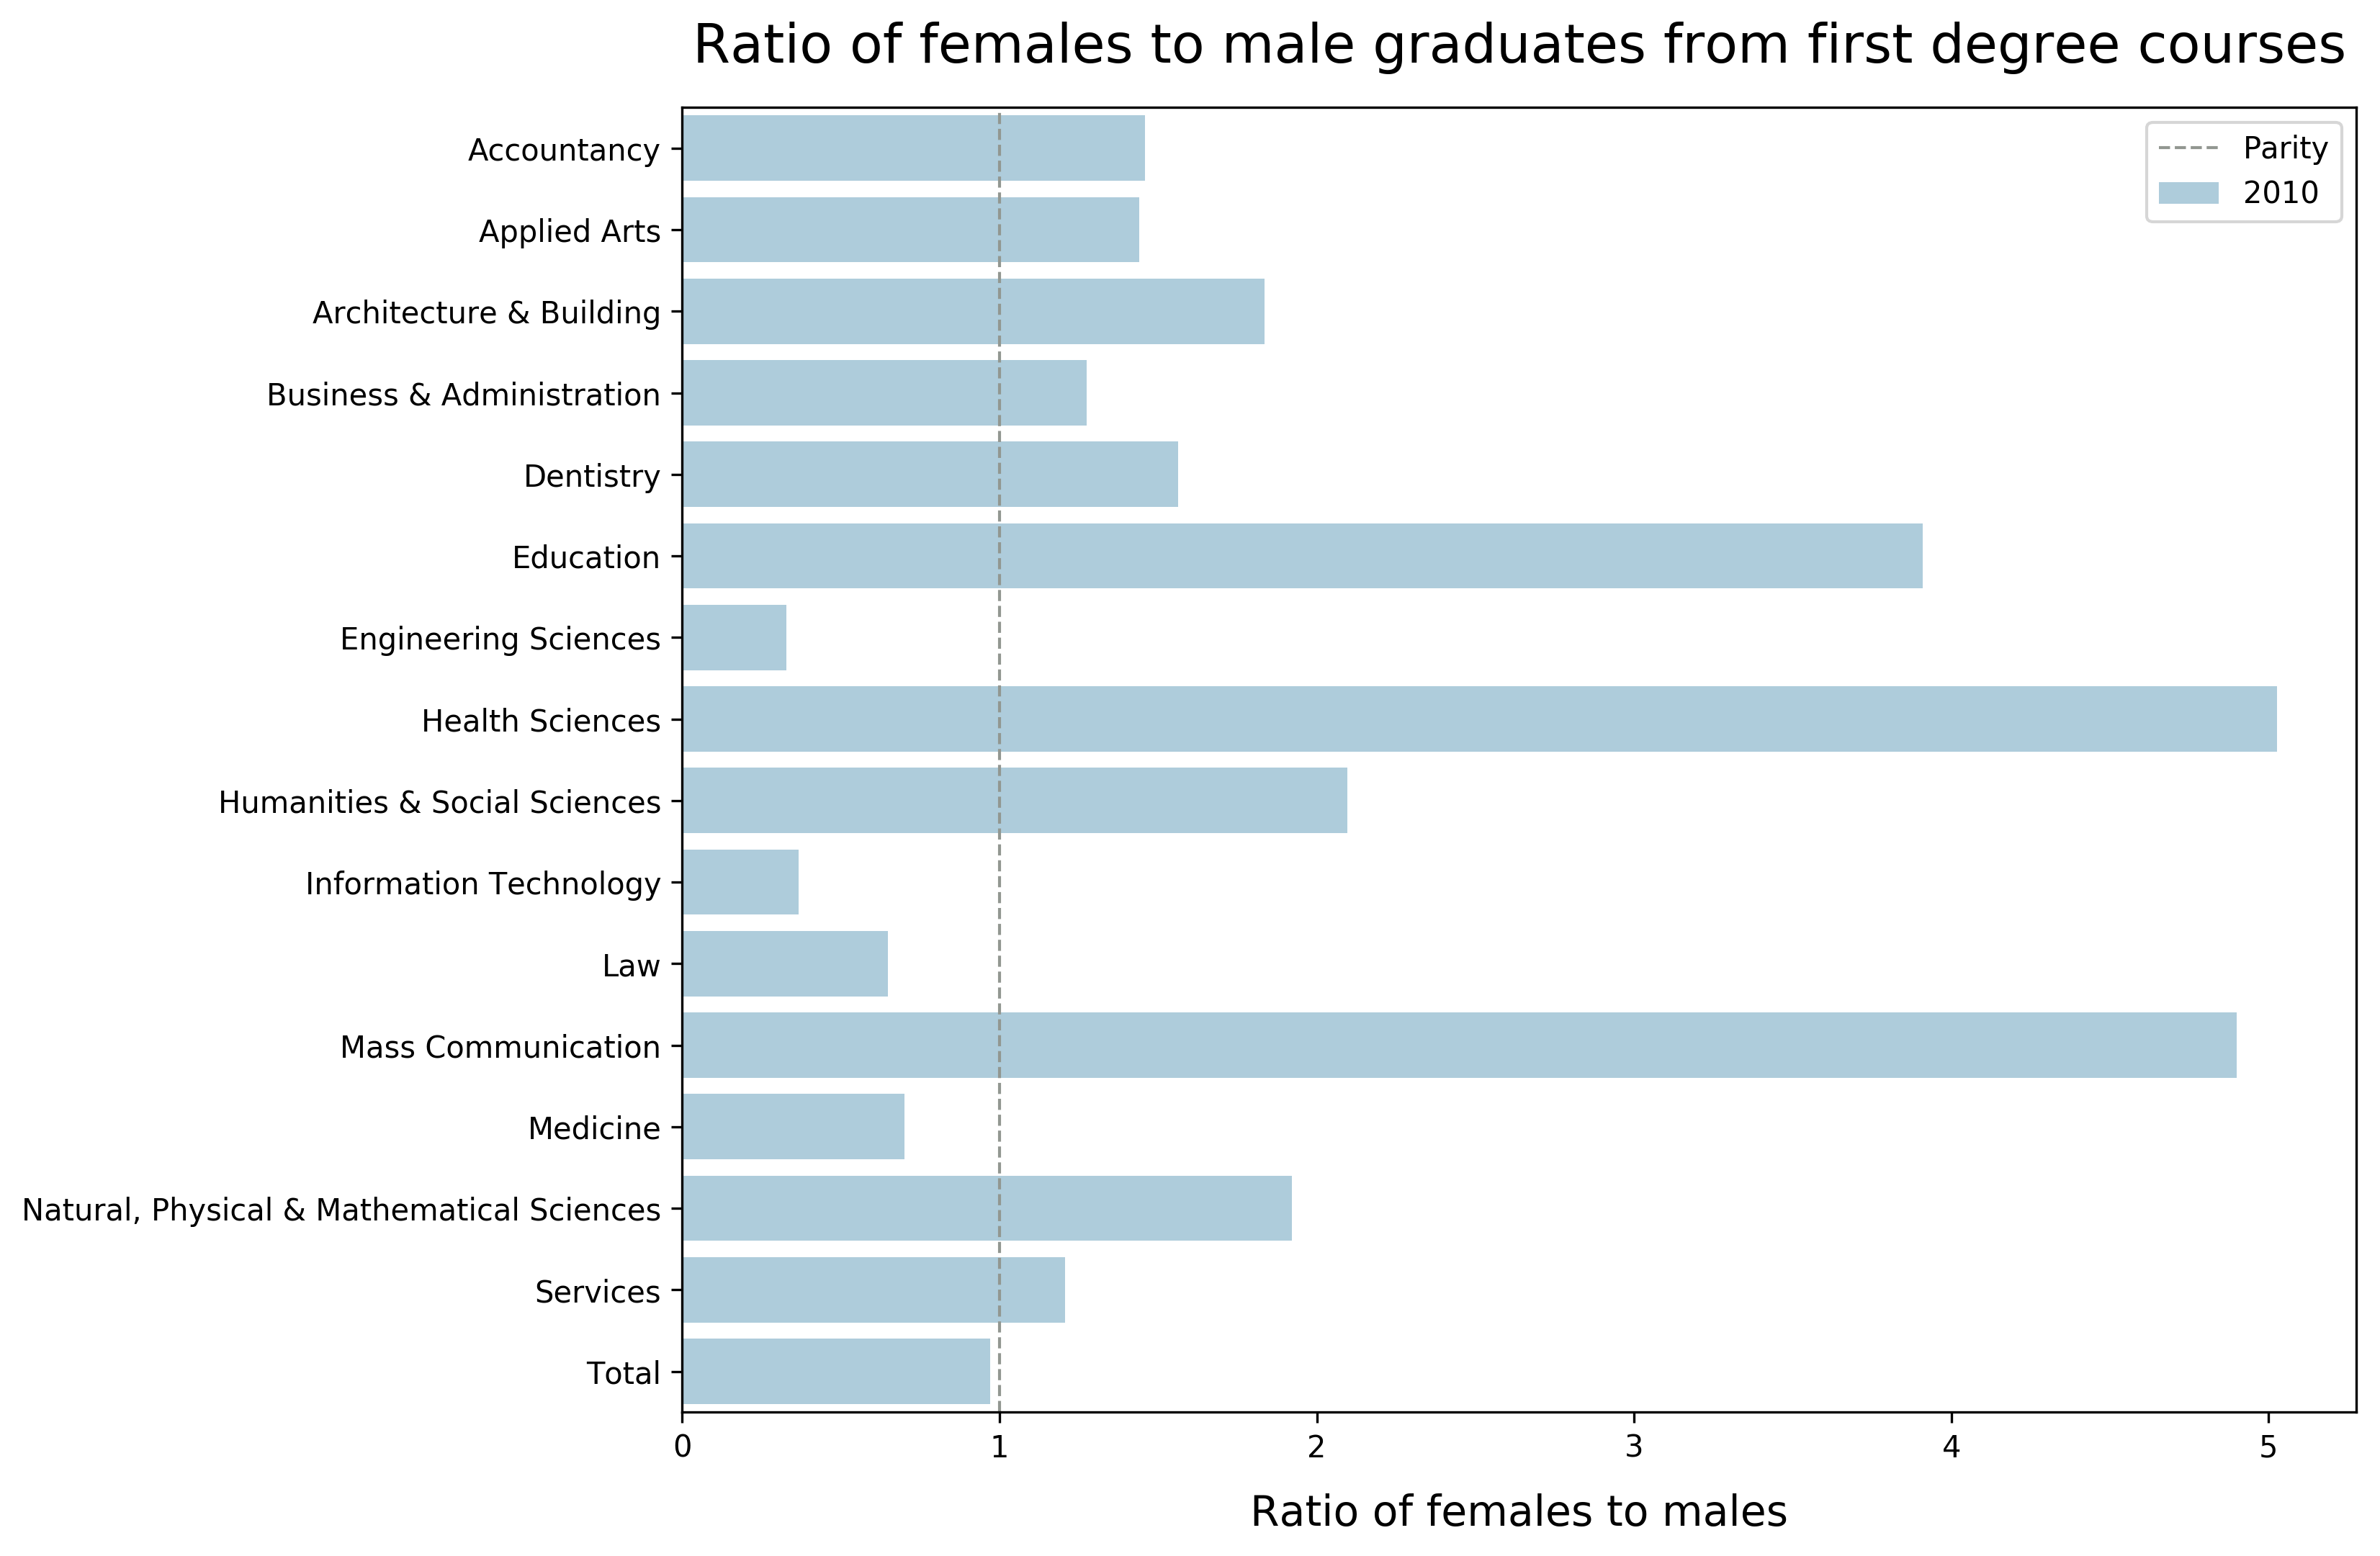 Ratio of females to male graduates from first degree courses
Parity
2010
Accountancy
Applied Arts
Architecture & Building
Business & Administration
Dentistry
Education
Engineering Sciences
Health Sciences
Humanities & Social Sciences
Information Technology
Law
Mass Communication
Medicine
Natural, Physical & Mathematical Sciences
Services
Total
0 1 2 3 4 5
Ratio of females to males